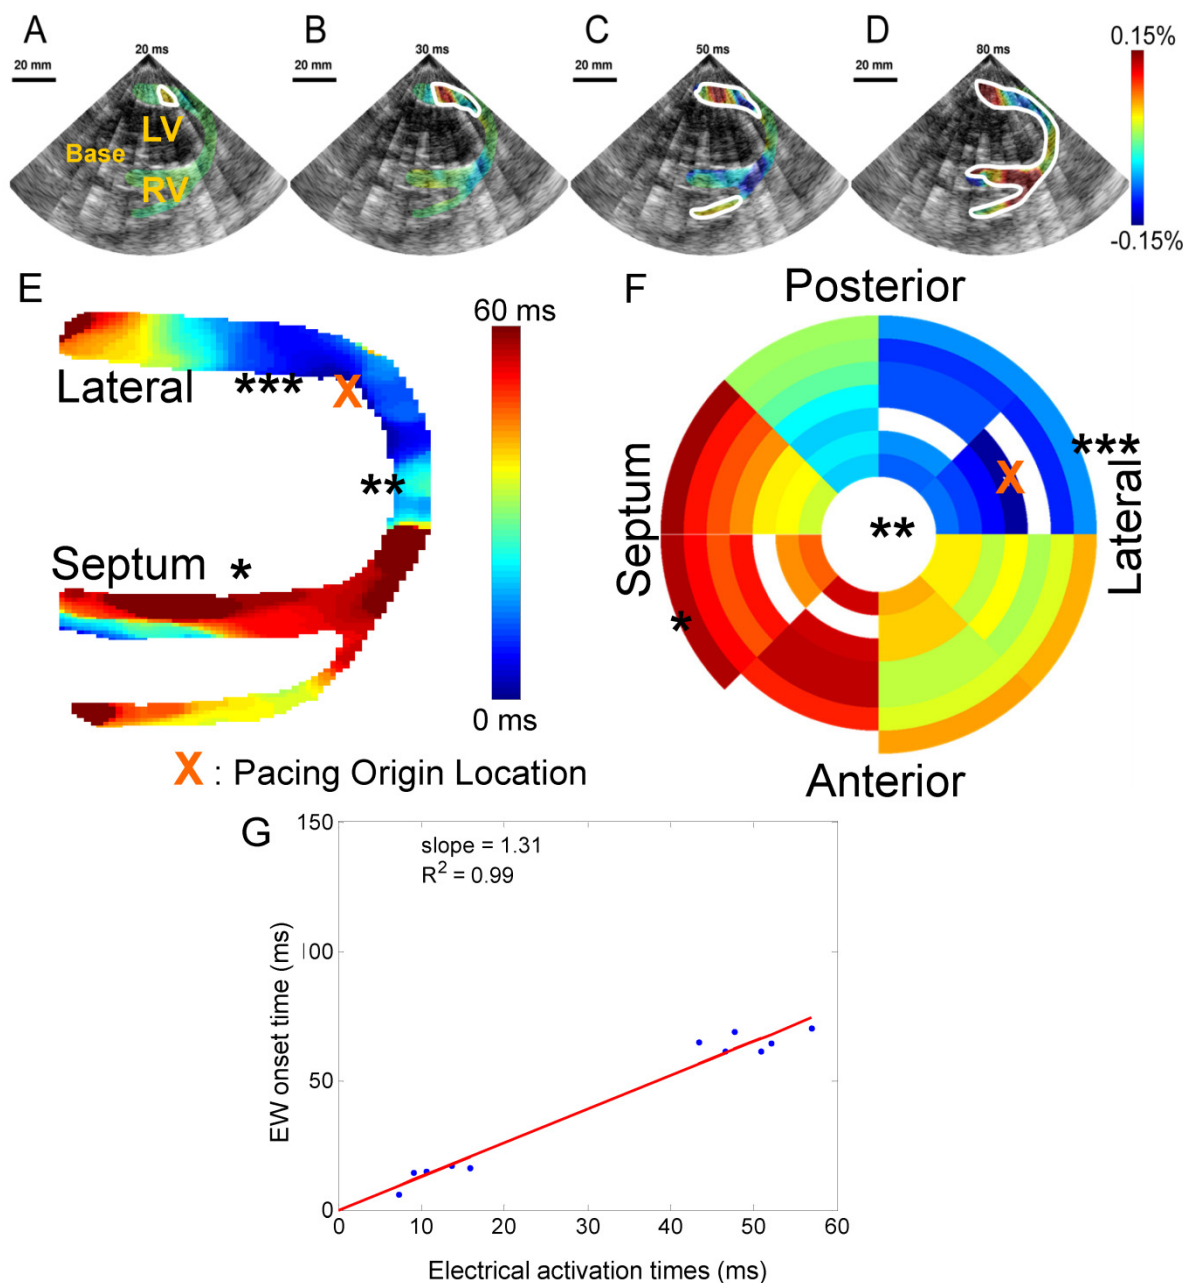 A
B
C
D
20 ms
30 ms
50 ms
80 ms
0.15%
20 mm
20 mm
20 mm
20 mm
LV
Base
RV
-0.15%
E
F
Posterior
60 ms
Lateral
***
X
**
Septum
*
0 ms
X : Pacing Origin Location
Septum
***
X
Lateral
**
*
Anterior
G
150
slope = 1.31
R² = 0.99
100
50
0
EW onset time (ms)
0 10 20 30 40 50 60
Electrical activation times (ms)